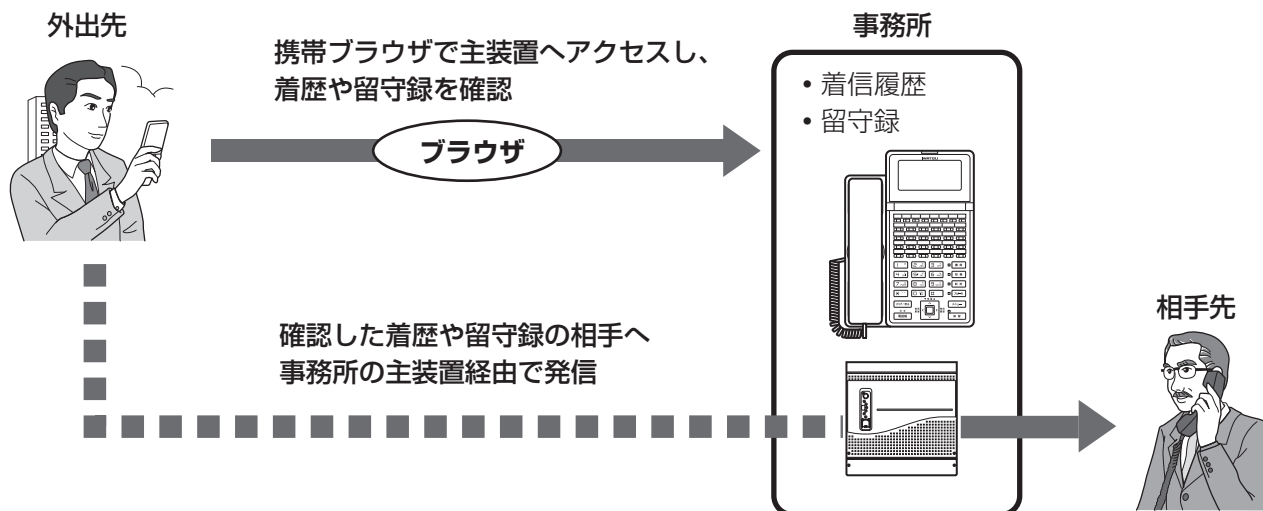 外出先
携帯ブラウザで主装置へアクセスし、
着歴や留守録を確認
ブラウザ
事務所
• 着信履歴
• 留守録
確認した着歴や留守録の相手へ
事務所の主装置経由で発信
相手先